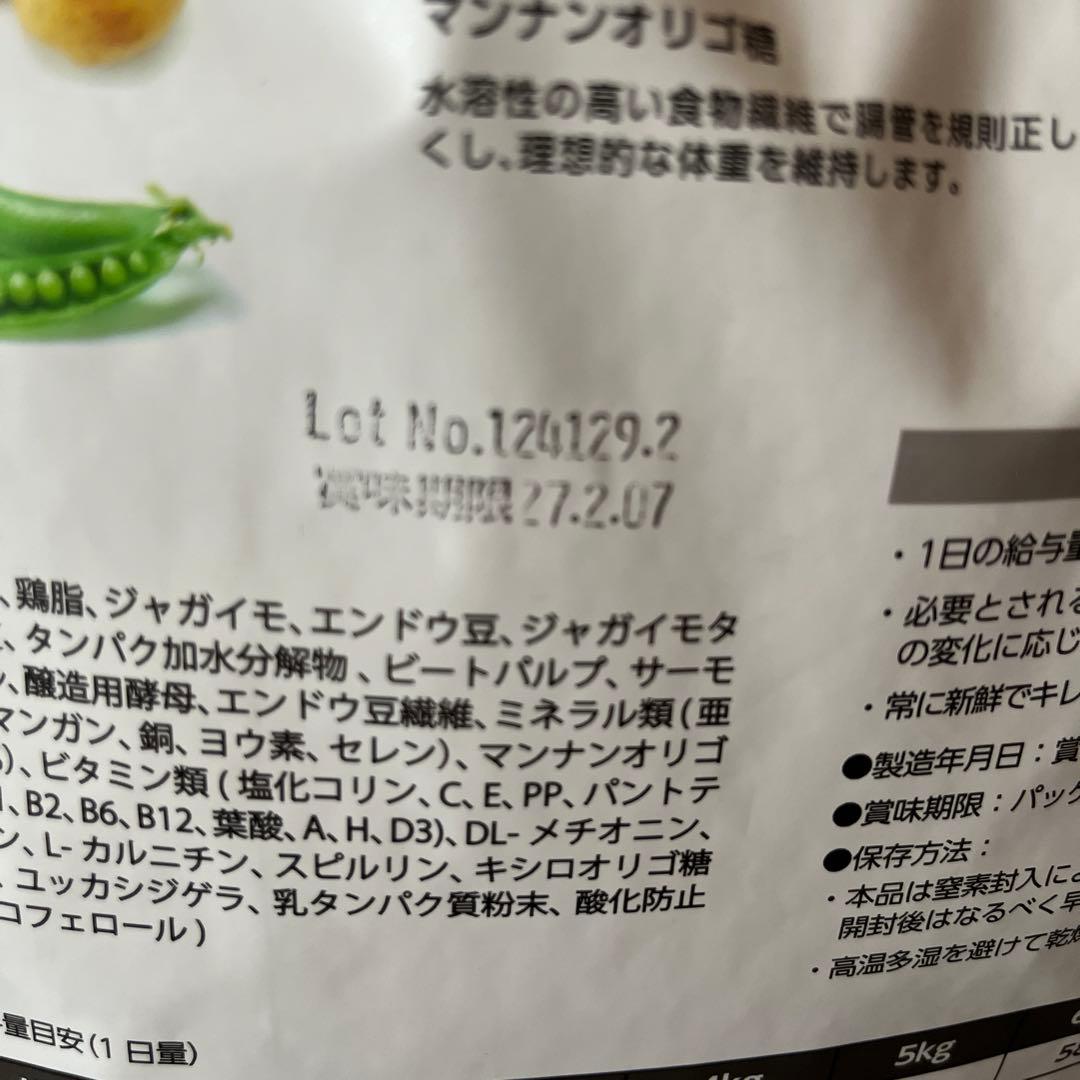 マンナンオリゴ糖
水溶性の高い食物繊維で腸管を規則正し
くし、理想的な体重を維持します。
Lot No.124129.2
賞味期限27.2.07
、鶏脂、ジャガイモ、エンドウ豆、ジャガイモタ
、タンパク加水分解物、ビートパルプ、サーモ
、醸造用酵母、エンドウ豆繊維、ミネラル類(亜
マンガン、銅、ヨウ素、セレン)、マンナンオリゴ
)、ビタミン類(塩化コリン、C、E、PP、パントテ
、B2、B6、B12、葉酸、A、H、D3)、DL-メチオニン、
ン、L-カルニチン、スピルリン、キシロオリゴ糖
、ユッカシジゲラ、乳タンパク質粉末、酸化防止
コフェロール)
量目安(1日量)
・1日の給与量
・必要とされる
の変化に応じ
・常に新鮮でキレ
●製造年月日:賞
●賞味期限:パッケ
●保存方法:
・本品は窒素封入によ
開封後はなるべく早
・高温多湿を避けて乾燥
4kg
5kg